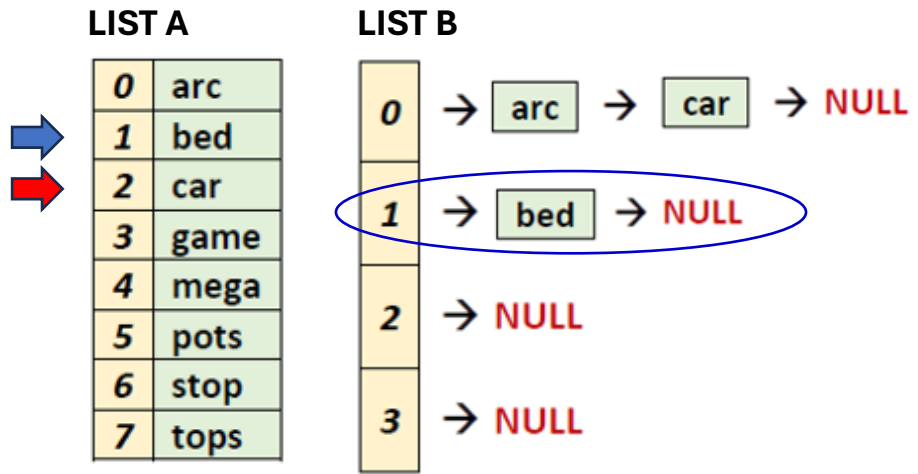 LIST A
0 arc
1 bed
2 car
3 game
4 mega
5 pots
6 stop
7 tops
LIST B
0 → arc → car → NULL
1 → bed → NULL
2 → NULL
3 → NULL